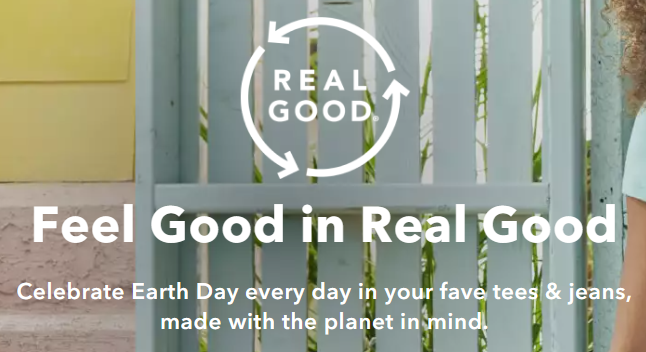 REAL
GOOD®
Feel Good in Real Good
Celebrate Earth Day every day in your fave tees & jeans,
made with the planet in mind.